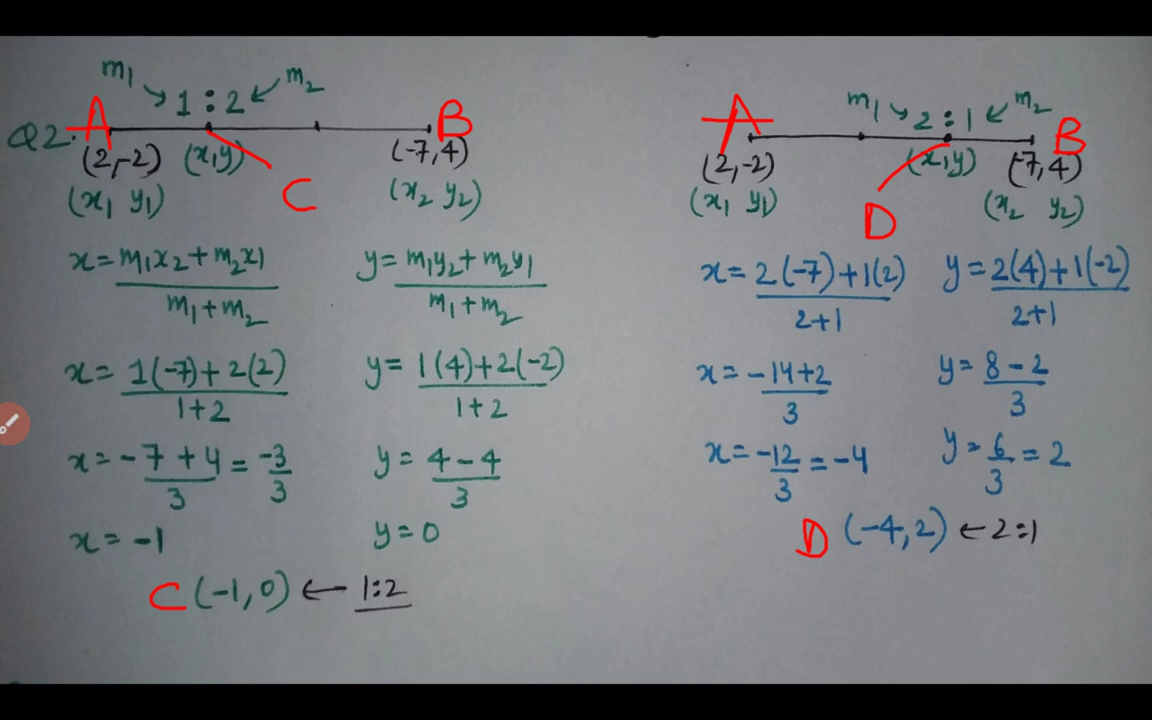 m₁ 1 : 2 m₂
Q2. A B
(2,-2) (x,y) (-7,4)
(x₁ y₁) C (x₂ y₂)
x = m₁x₂ + m₂x₁ / m₁ + m₂ y = m₁y₂ + m₂y₁ / m₁ + m₂
x = 1(-7) + 2(2) / 1 + 2 y = 1(4) + 2(-2) / 1 + 2
x = -7 + 4 / 3 = -3 / 3 y = 4 - 4 / 3
x = -1 y = 0
C (-1, 0) ← 1:2
m₁ 2 : 1 m₂
A B
(2,-2) (x,y) (-7,4)
(x₁ y₁) D (x₂ y₂)
x = 2(-7) + 1(2) / 2+1 y = 2(4) + 1(-2) / 2+1
x = -14+2 / 3 y = 8 - 2 / 3
x = -12 / 3 = -4 y = 6 / 3 = 2
D (-4, 2) ← 2:1